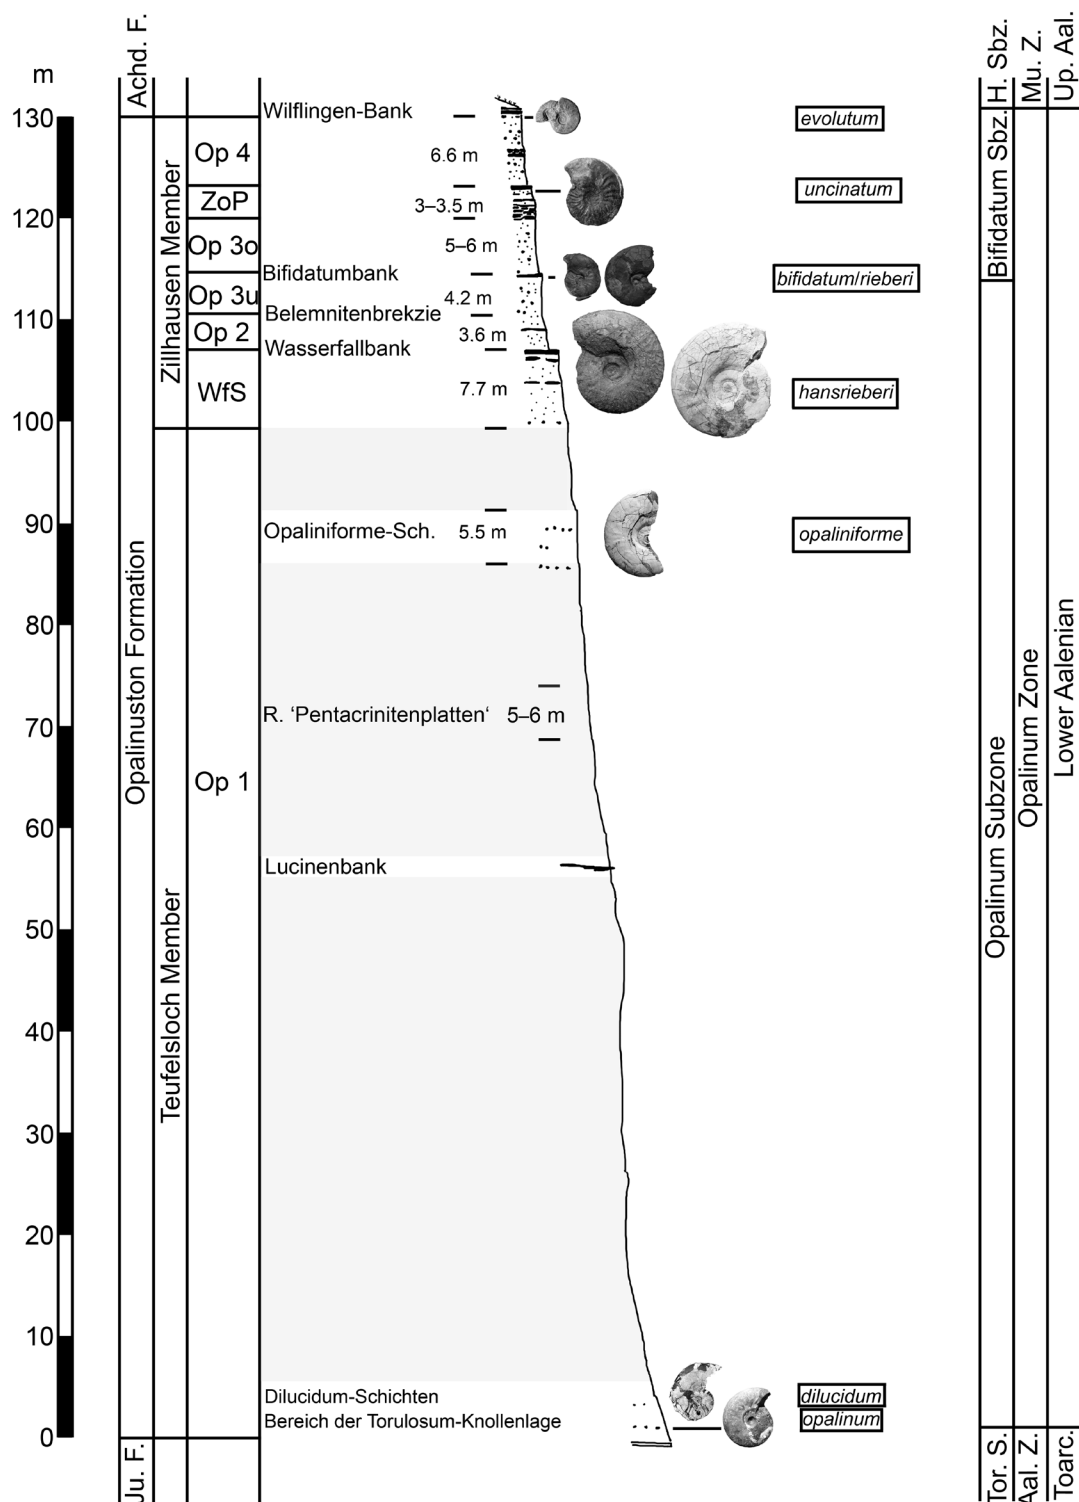 m
Achd. F.
H. Sbz.
Mu. Z.
Up. Aal.
130
Wilflingen-Bank
evolutum
Op 4
6.6 m
uncinatum
ZoP
3–3.5 m
120
Op 3o
5–6 m
Bifidatumbank
bifidatum/rieberi
Op 3u
4.2 m
Belemnitenbrekzie
110
Op 2
3.6 m
Wasserfallbank
WfS
7.7 m
hansrieberi
100
Zillhausen Member
Bifidatum Sbz.
90
Opaliniforme-Sch.
5.5 m
opaliniforme
80
70
R. ‘Pentacrinitenplatten‘
5–6 m
Opalinuston Formation
Op 1
Opalinum Subzone
Opalinum Zone
Lower Aalenian
60
Lucinenbank
50
40
Teufelsloch Member
30
20
10
Dilucidum-Schichten
dilucidum
Bereich der Torulosum-Knollenlage
opalinum
0
Ju. F.
Tor. S.
Aal. Z.
Toarc.